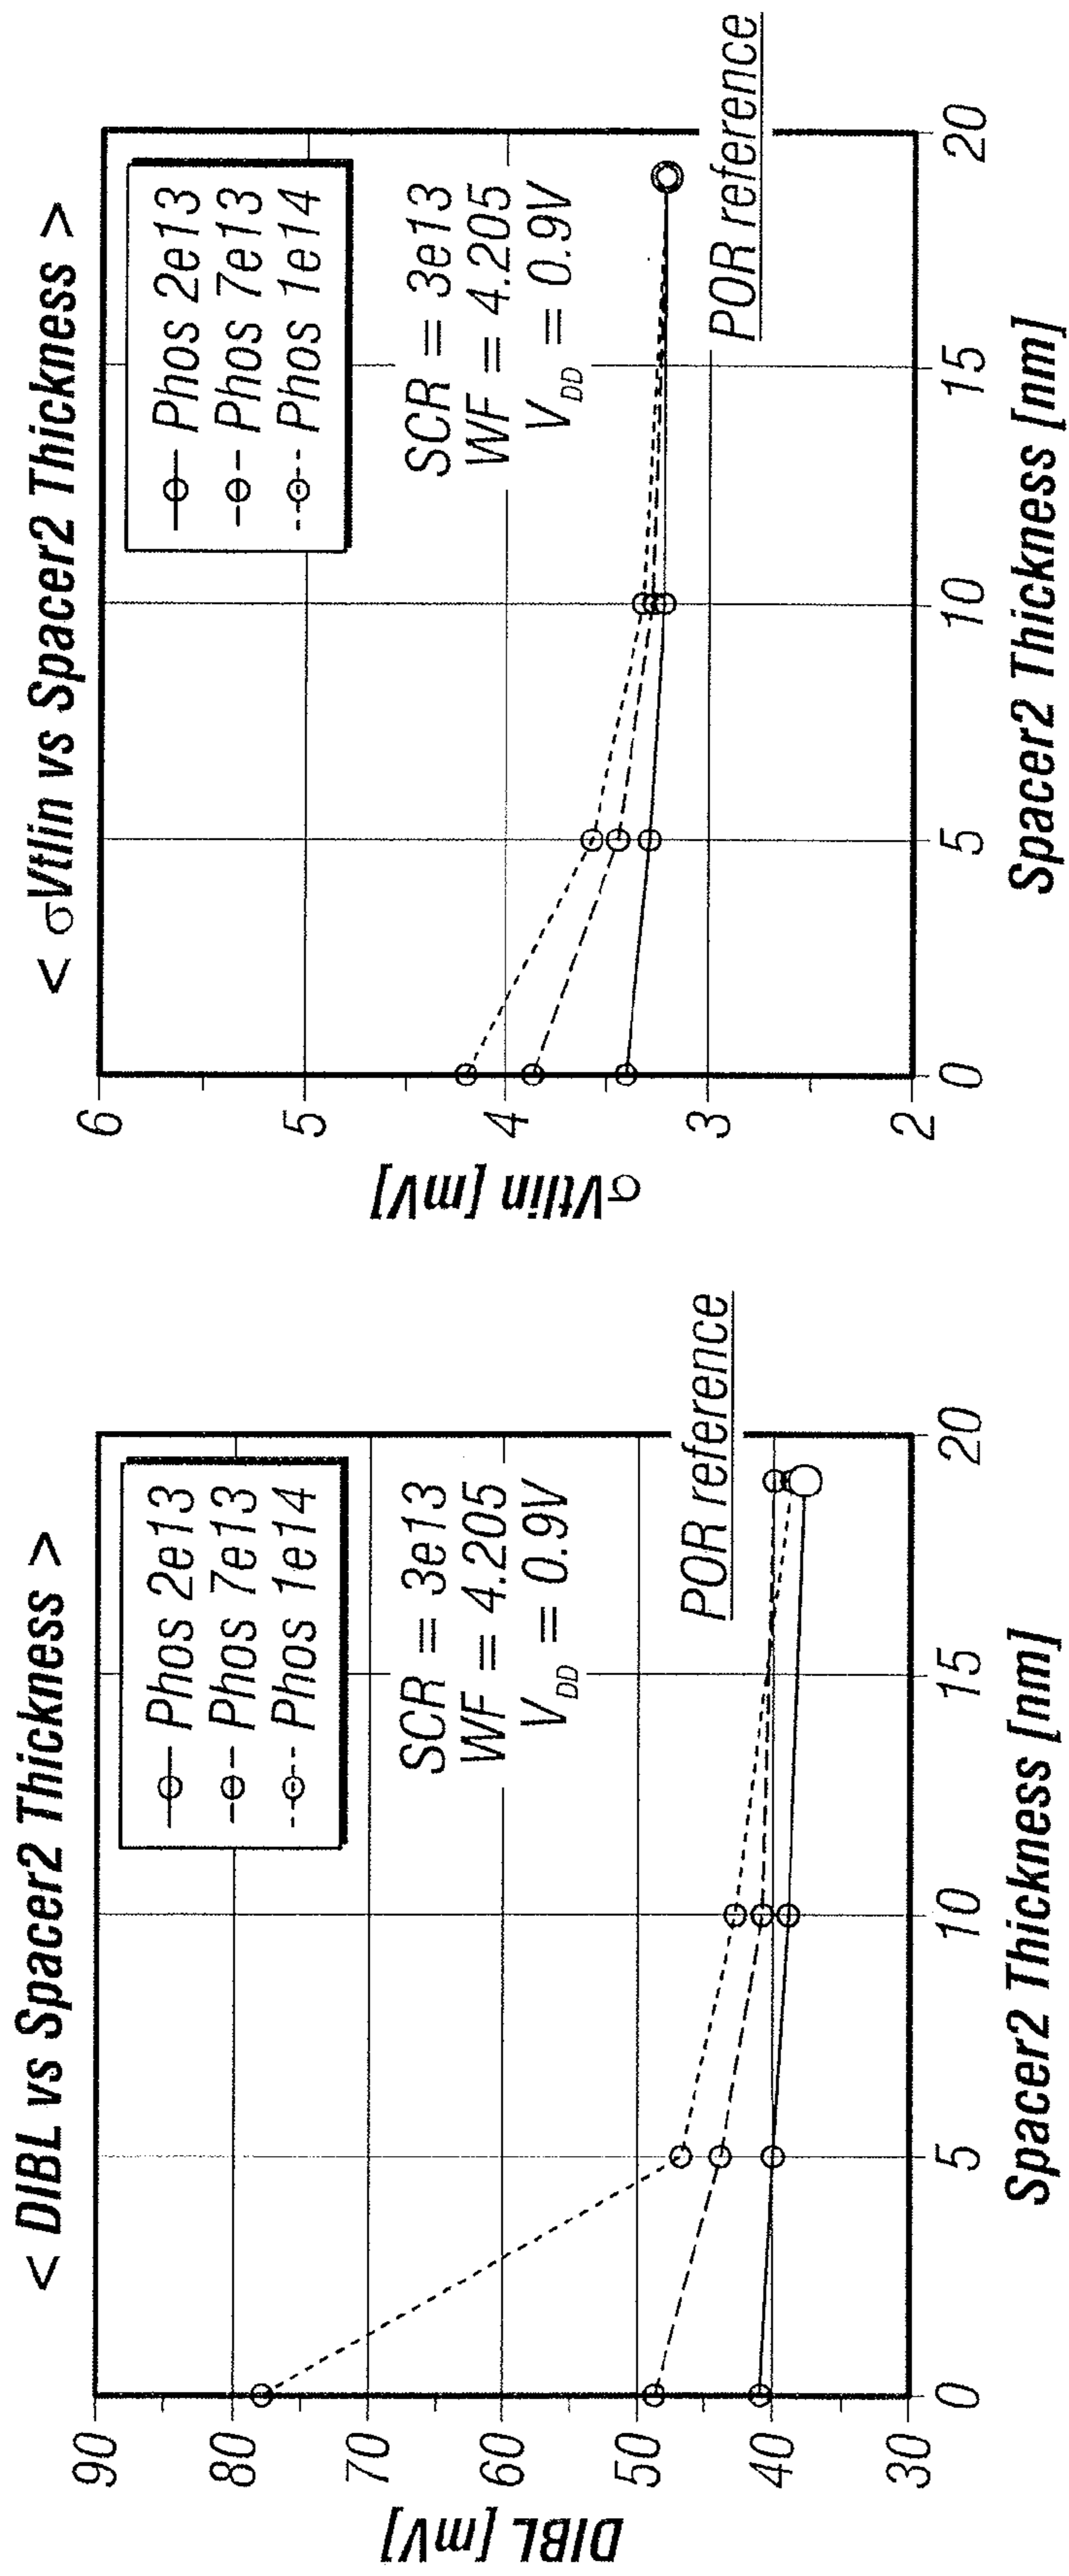 < DIBL vs Spacer2 Thickness >
DIBL [mV]
90
80
70
60
50
40
30
Phos 2e13
Phos 7e13
Phos 1e14
SCR = 3e13
WF = 4.205
VDD = 0.9V
POR reference
0 5 10 15 20
Spacer2 Thickness [nm]
< σVtlin vs Spacer2 Thickness >
σVtlin [mV]
6
5
4
3
2
Phos 2e13
Phos 7e13
Phos 1e14
SCR = 3e13
WF = 4.205
VDD = 0.9V
POR reference
0 5 10 15 20
Spacer2 Thickness [nm]